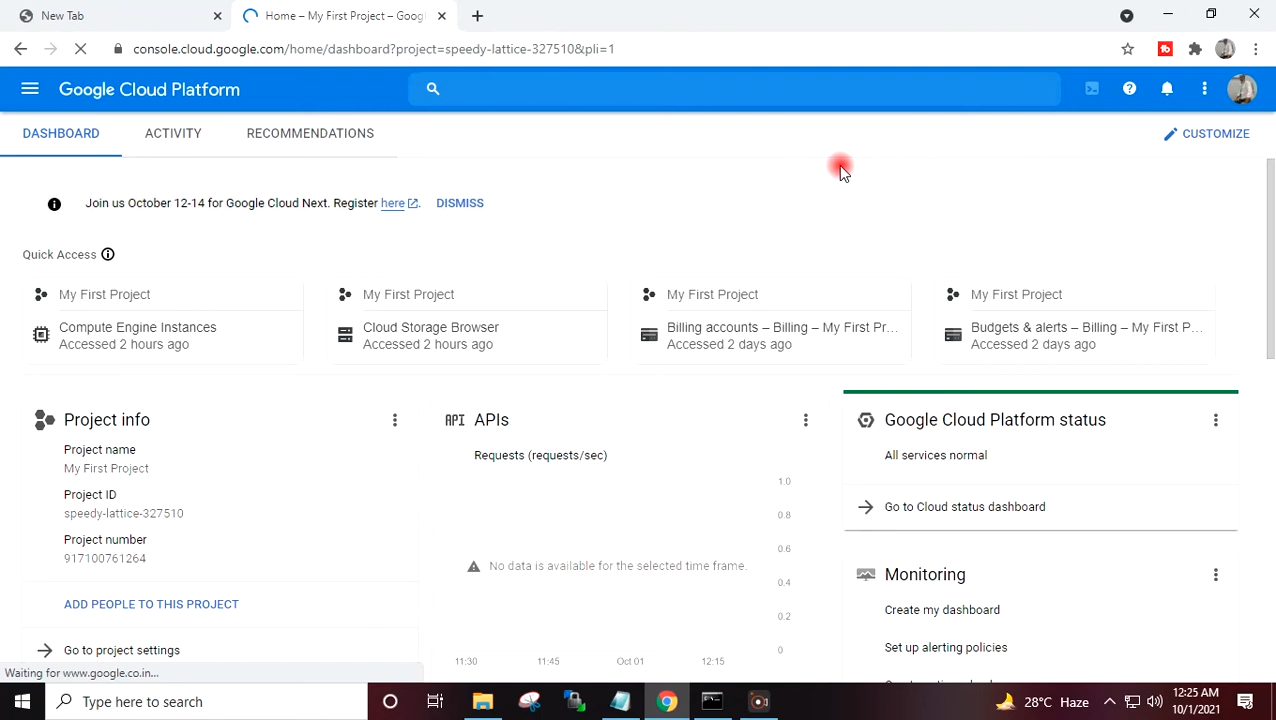 New Tab
Home – My First Project – Goog
console.cloud.google.com/home/dashboard?project=speedy-lattice-327510&pli=1
Google Cloud Platform
DASHBOARD
ACTIVITY
RECOMMENDATIONS
CUSTOMIZE
Join us October 12-14 for Google Cloud Next. Register here. DISMISS
Quick Access
My First Project
My First Project
My First Project
My First Project
Compute Engine Instances
Accessed 2 hours ago
Cloud Storage Browser
Accessed 2 hours ago
Billing accounts – Billing – My First Pr...
Accessed 2 days ago
Budgets & alerts – Billing – My First P...
Accessed 2 days ago
Project info
Project name
My First Project
Project ID
speedy-lattice-327510
Project number
917100761264
ADD PEOPLE TO THIS PROJECT
Go to project settings
API APIs
Requests (requests/sec)
1.0
0.8
0.6
No data is available for the selected time frame.
0.4
0.2
0
11:30 11:45 Oct 01 12:15
Google Cloud Platform status
All services normal
Go to Cloud status dashboard
Monitoring
Create my dashboard
Set up alerting policies
Waiting for www.google.co.in...
Type here to search
28°C Haze
12:25 AM
10/1/2021